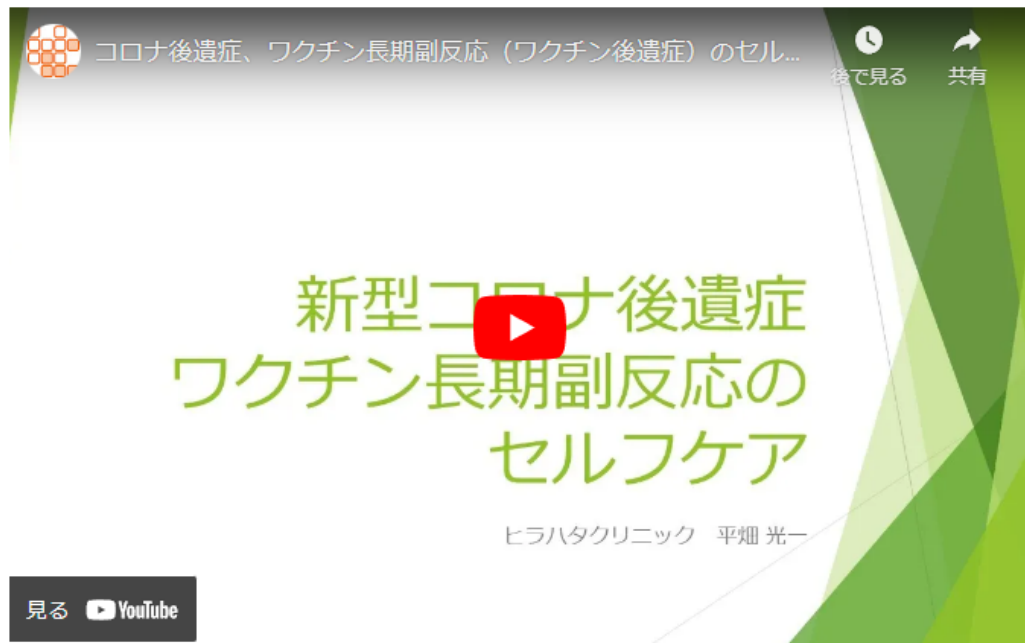 コロナ後遺症、ワクチン長期副反応（ワクチン後遺症）のセル...
後で見る
共有
新型コロナ後遺症
ワクチン長期副反応の
セルフケア
ヒラハタクリニック 平畑 光一
見る YouTube